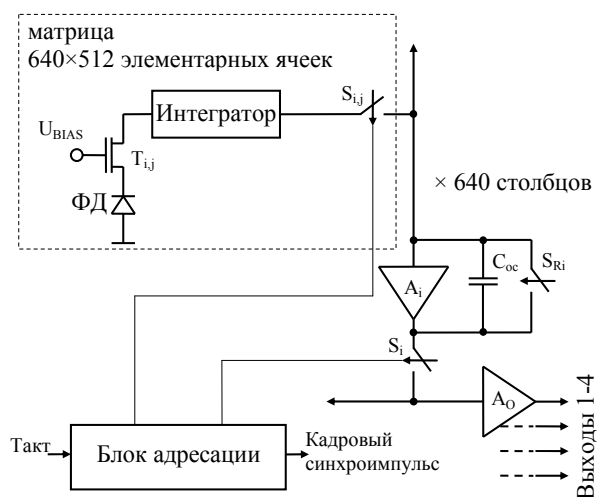 матрица
640×512 элементарных ячеек
Интегратор
S_{i,j}
U_{BIAS}
T_{i,j}
ФД
× 640 столбцов
C_{oc}
S_{Ri}
A_i
S_i
A_O
Выходы 1-4
Такт
Блок адресации
Кадровый
синхроимпульс